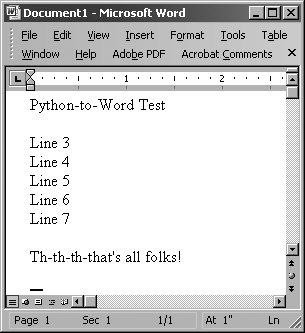 Document1 - Microsoft Word
File Edit View Insert Format Tools Table
Window Help Adobe PDF Acrobat Comments
1 2
Python-to-Word Test
Line 3
Line 4
Line 5
Line 6
Line 7
Th-th-th-that's all folks!
Page 1 Sec 1 1/1 At 1" Ln